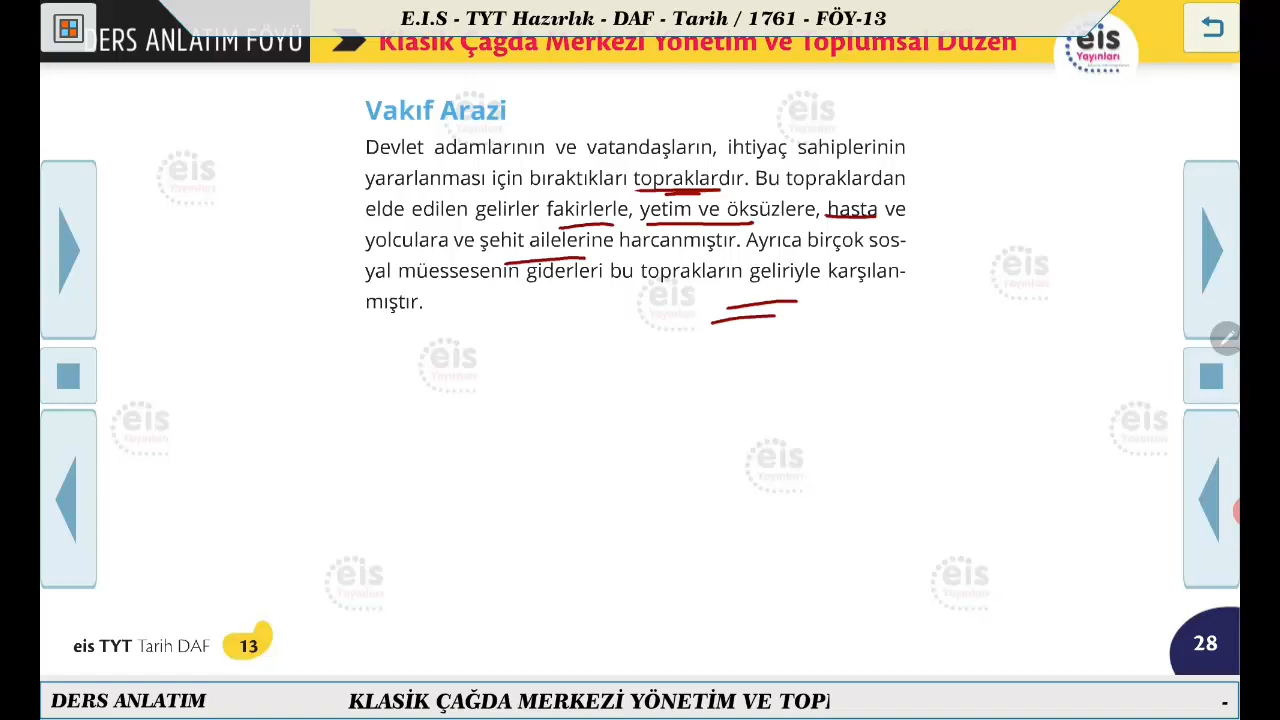 E.I.S - TYT Hazırlık - DAF - Tarih / 1761 - FÖY-13
DERS ANLATIM FÖYÜ
Klasik Çağda Merkezi Yönetim ve Toplumsal Düzen
eis
Yayınları
Vakıf Arazi
Devlet adamlarının ve vatandaşların, ihtiyaç sahiplerinin
yararlanması için bıraktıkları topraklardır. Bu topraklardan
elde edilen gelirler fakirlerle, yetim ve öksüzlere, hasta ve
yolculara ve şehit ailelerine harcanmıştır. Ayrıca birçok sos-
yal müessesenin giderleri bu toprakların geliriyle karşılan-
mıştır.
eis TYT Tarih DAF 13
28
DERS ANLATIM KLASİK ÇAĞDA MERKEZİ YÖNETİM VE TOPL -